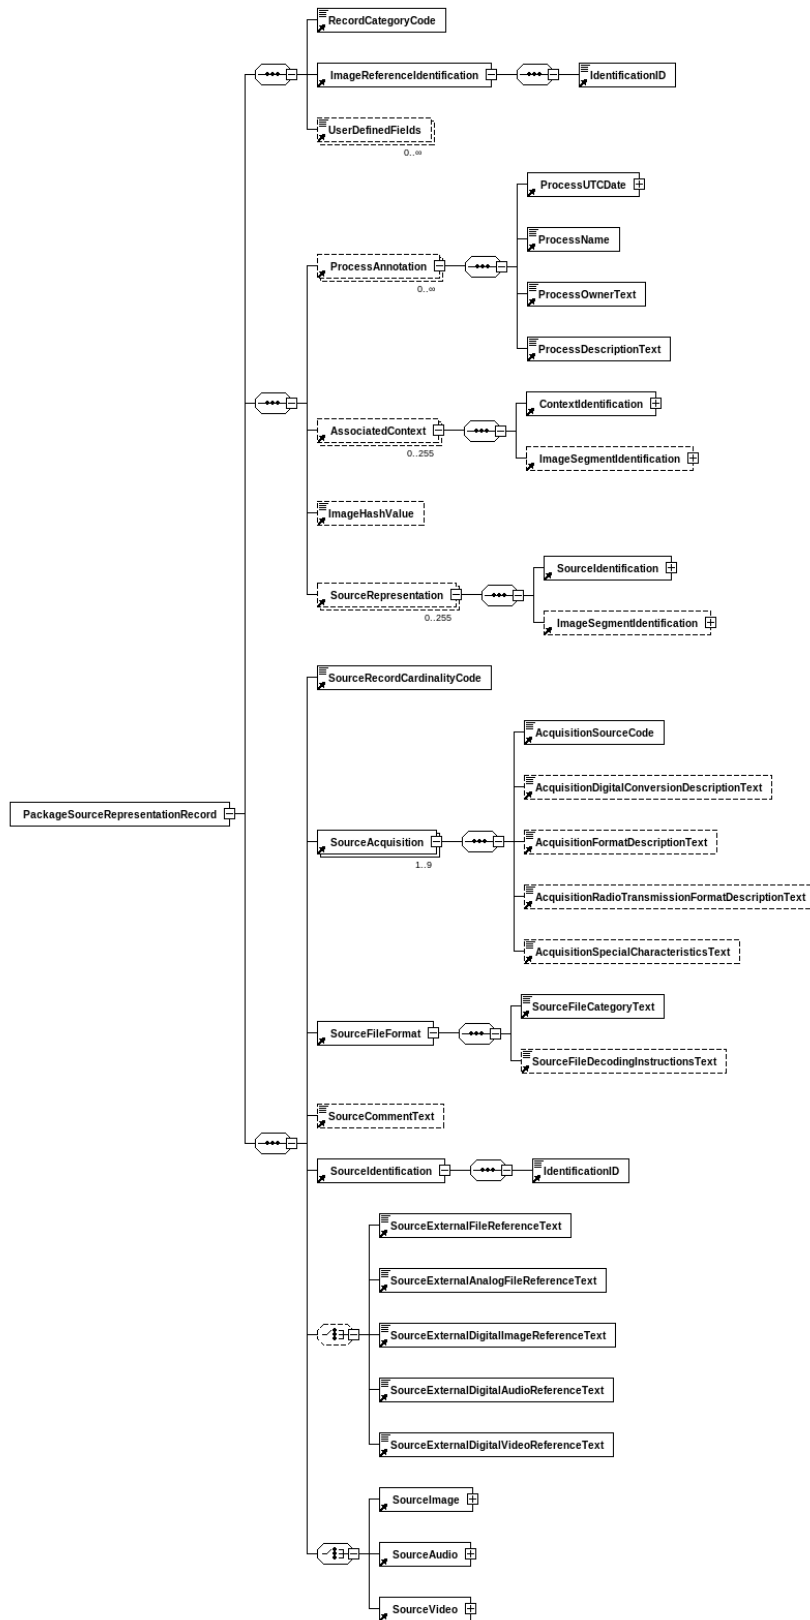 RecordCategoryCode
ImageReferenceIdentification
IdentificationID
UserDefinedFields
0..∞
ProcessUTCDate
ProcessName
ProcessAnnotation
0..∞
ProcessOwnerText
ProcessDescriptionText
ContextIdentification
AssociatedContext
0..255
ImageSegmentIdentification
ImageHashValue
SourceIdentification
SourceRepresentation
0..255
ImageSegmentIdentification
SourceRecordCardinalityCode
AcquisitionSourceCode
AcquisitionDigitalConversionDescriptionText
PackageSourceRepresentationRecord
SourceAcquisition
1..9
AcquisitionFormatDescriptionText
AcquisitionRadioTransmissionFormatDescriptionText
AcquisitionSpecialCharacteristicsText
SourceFileCategoryText
SourceFileFormat
SourceFileDecodingInstructionsText
SourceCommentText
SourceIdentification
IdentificationID
SourceExternalFileReferenceText
SourceExternalAnalogFileReferenceText
SourceExternalDigitalImageReferenceText
SourceExternalDigitalAudioReferenceText
SourceExternalDigitalVideoReferenceText
SourceImage
SourceAudio
SourceVideo